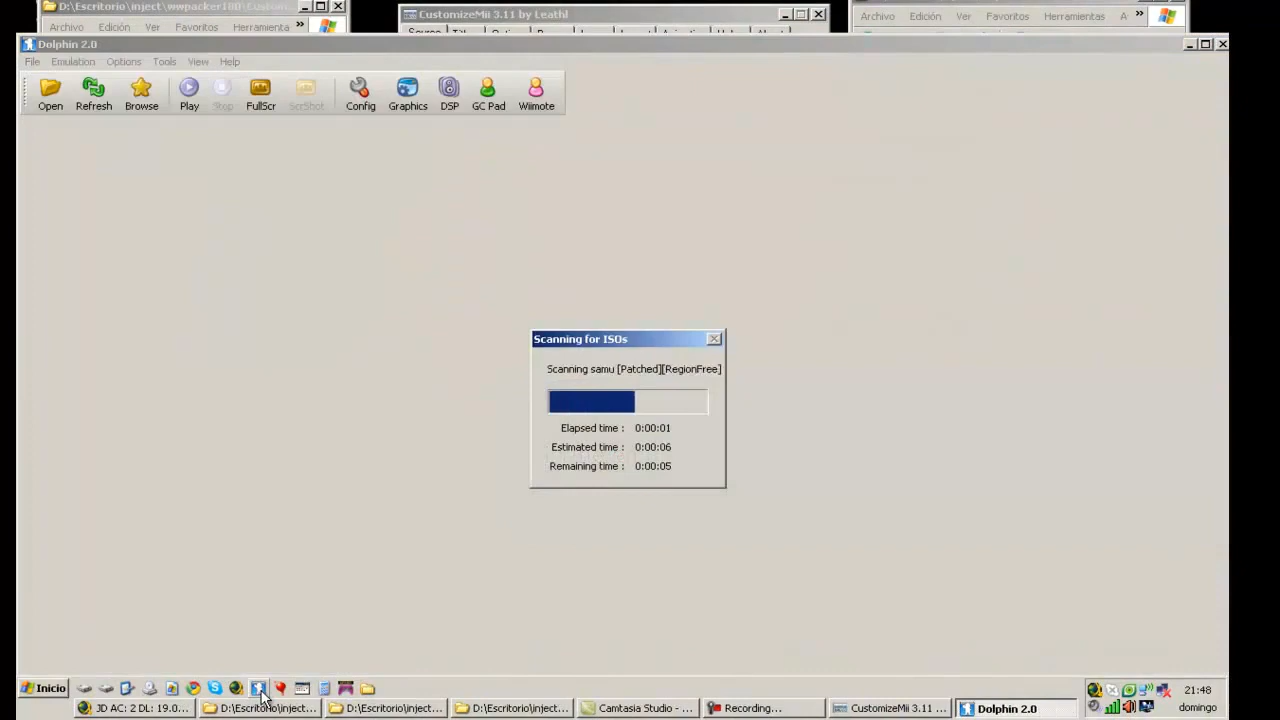 D:\Escritorio\inject\wwpacker100\Custom...
CustomizeMii 3.11 by Leathl
Archivo Edición Ver Favoritos Herramienta »
Archivo Edición Ver Favoritos Herramientas A »
Dolphin 2.0
File Emulation Options Tools View Help
Open Refresh Browse Play Stop FullScr ScrShot Config Graphics DSP GC Pad Wiimote
Scanning for ISOs
Scanning samu [Patched][RegionFree]
Elapsed time : 0:00:01
Estimated time : 0:00:06
Remaining time : 0:00:05
Inicio
21:48
JD AC: 2 DL: 19.0... D:\Escritorio\inject... D:\Escritorio\inject... D:\Escritorio\inject... Camtasia Studio - ... Recording... CustomizeMii 3.11 ... Dolphin 2.0
domingo